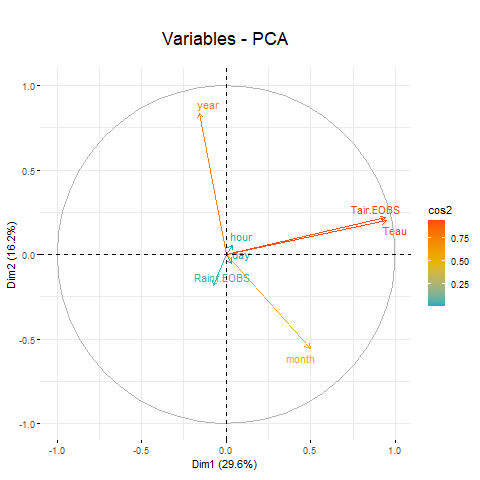 Variables - PCA
1.0
0.5
0.0
-0.5
-1.0
Dim2 (16.2%)
year
Tair.EOBS
Teau
hour
day
Rainf.EOBS
month
-1.0 -0.5 0.0 0.5 1.0
Dim1 (29.6%)
cos2
0.75
0.50
0.25